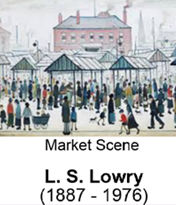 Market Scene
L. S. Lowry
(1887 - 1976)